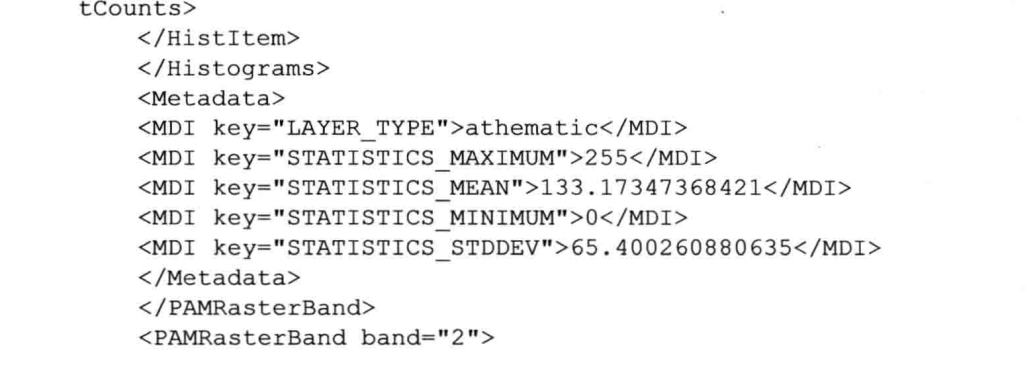 tCounts>
</HistItem>
</Histograms>
<Metadata>
<MDI key="LAYER_TYPE">athematic</MDI>
<MDI key="STATISTICS_MAXIMUM">255</MDI>
<MDI key="STATISTICS_MEAN">133.17347368421</MDI>
<MDI key="STATISTICS_MINIMUM">0</MDI>
<MDI key="STATISTICS_STDDEV">65.400260880635</MDI>
</Metadata>
</PAMRasterBand>
<PAMRasterBand band="2">